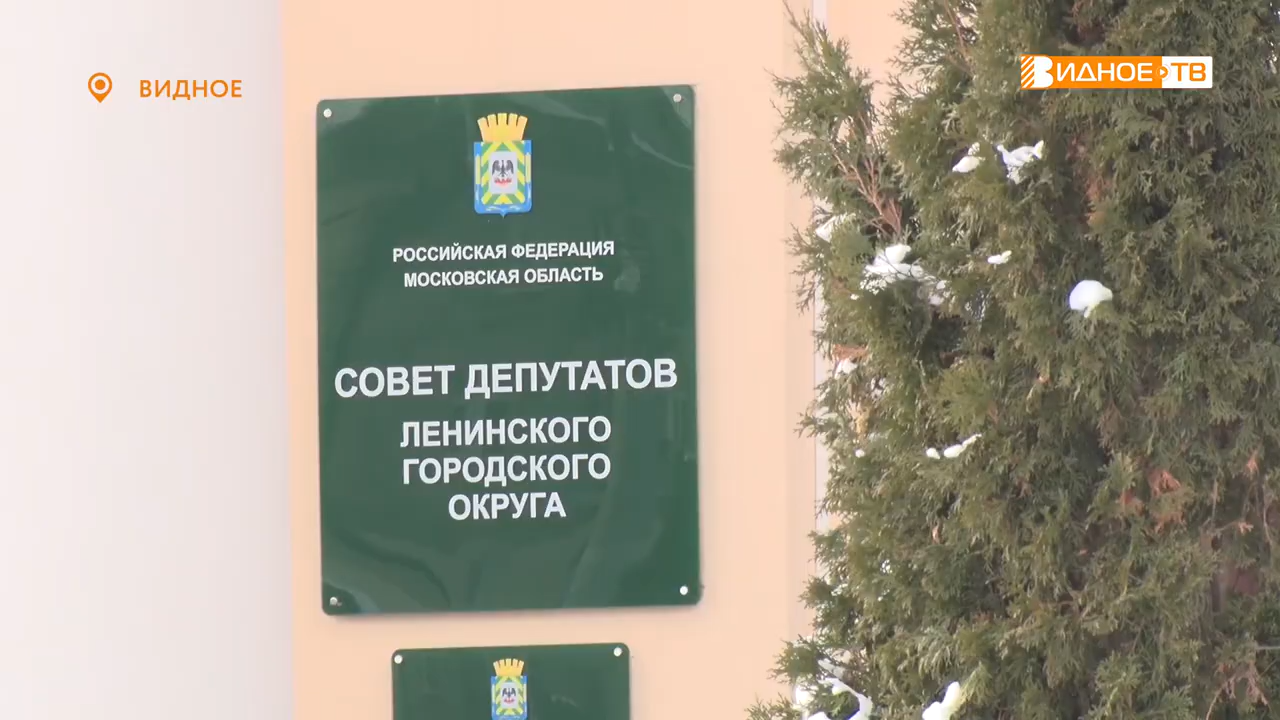 ВИДНОЕ
ВИДНОЕ ТВ
РОССИЙСКАЯ ФЕДЕРАЦИЯ
МОСКОВСКАЯ ОБЛАСТЬ
СОВЕТ ДЕПУТАТОВ
ЛЕНИНСКОГО
ГОРОДСКОГО
ОКРУГА